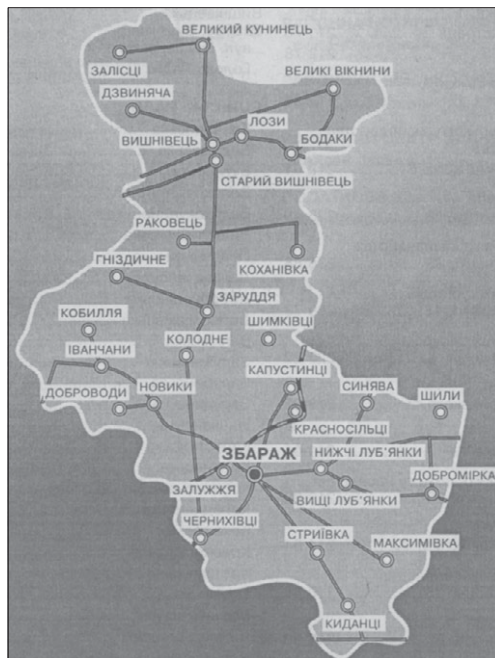 ВЕЛИКИЙ КУНИНЕЦЬ
ЗАЛІСЦІ
ВЕЛИКІ ВІКНИНИ
ДЗВИНЯЧА
ЛОЗИ
ВИШНІВЕЦЬ
БОДАКИ
СТАРИЙ ВИШНІВЕЦЬ
РАКОВЕЦЬ
ГНІЗДИЧНЕ
КОХАНІВКА
ЗАРУДДЯ
КОБИЛЛЯ
ШИМКІВЦІ
КОЛОДНЕ
ІВАНЧАНИ
КАПУСТИНЦІ
ДОБРОВОДИ
НОВИКИ
СИНЯВА
ШИЛИ
КРАСНОСІЛЬЦІ
ЗБАРАЖ
НИЖЧІ ЛУБ'ЯНКИ
ДОБРОМІРКА
ЗАЛУЖЖЯ
ВИЩІ ЛУБ'ЯНКИ
ЧЕРНИХІВЦІ
СТРИЇВКА
МАКСИМІВКА
КИДАНЦІ